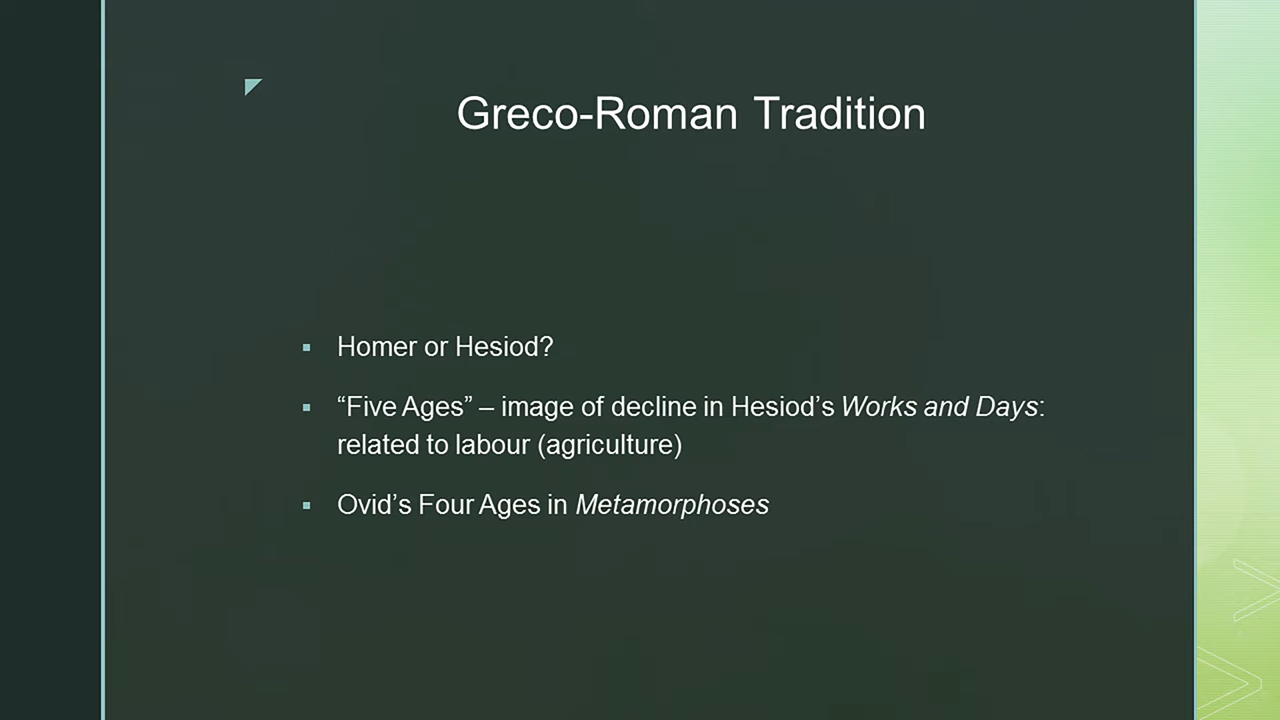 Greco-Roman Tradition
▪ Homer or Hesiod?
▪ “Five Ages” – image of decline in Hesiod’s Works and Days:
related to labour (agriculture)
▪ Ovid’s Four Ages in Metamorphoses